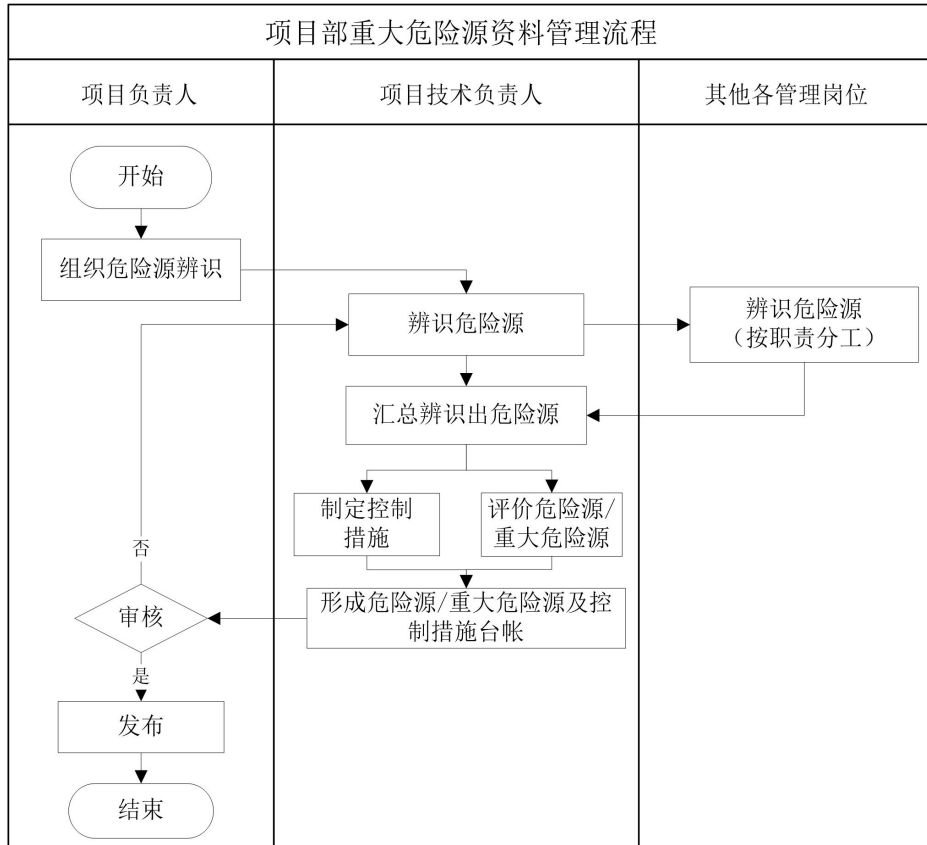 项目部重大危险源资料管理流程
项目负责人
项目技术负责人
其他各管理岗位
开始
组织危险源辨识
辨识危险源
辨识危险源
（按职责分工）
汇总辨识出危险源
制定控制
措施
评价危险源/
重大危险源
否
形成危险源/重大危险源及控
制措施台帐
审核
是
发布
结束